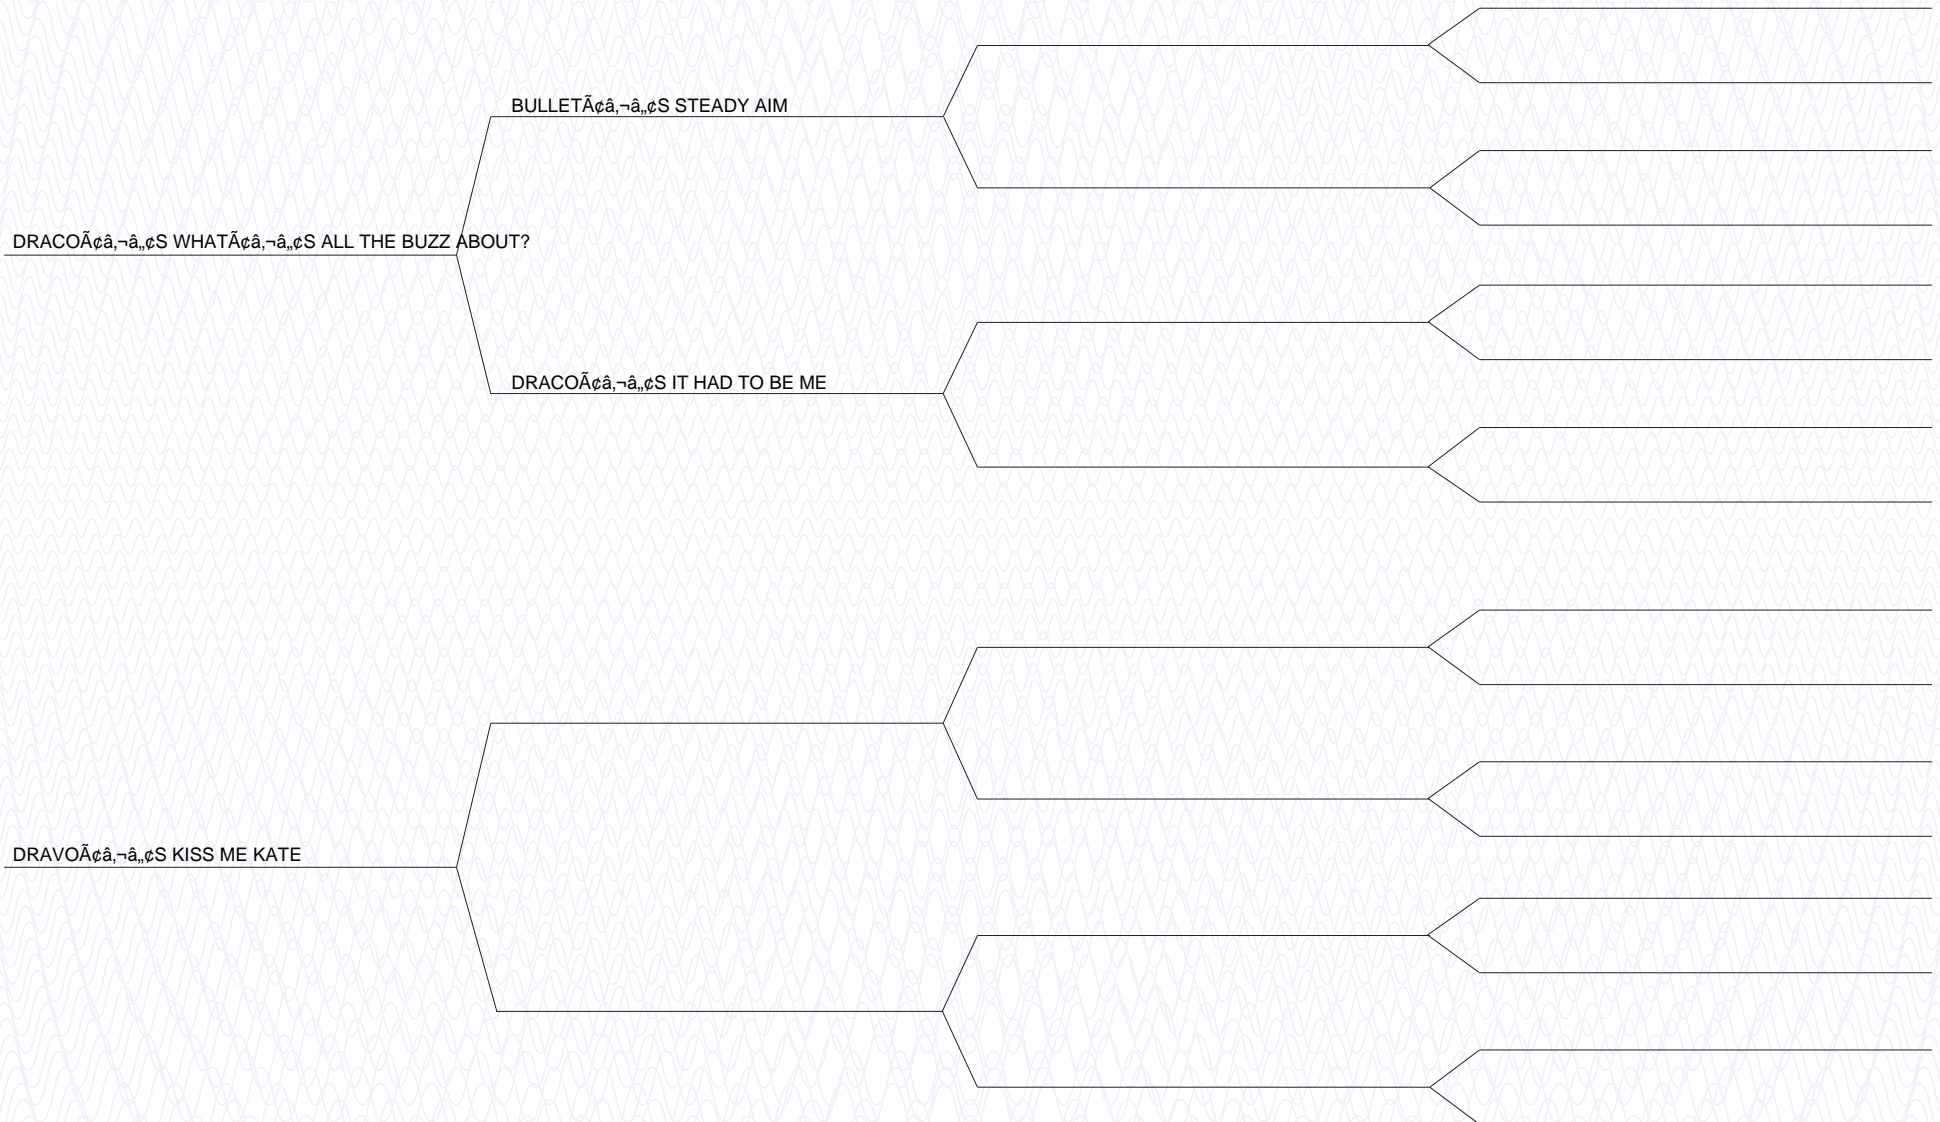 BULLETÃ¢â‚¬â„¢S STEADY AIM
DRACOÃ¢â‚¬â„¢S WHATÃ¢â‚¬â„¢S ALL THE BUZZ ABOUT?
DRACOÃ¢â‚¬â„¢S IT HAD TO BE ME
DRAVOÃ¢â‚¬â„¢S KISS ME KATE